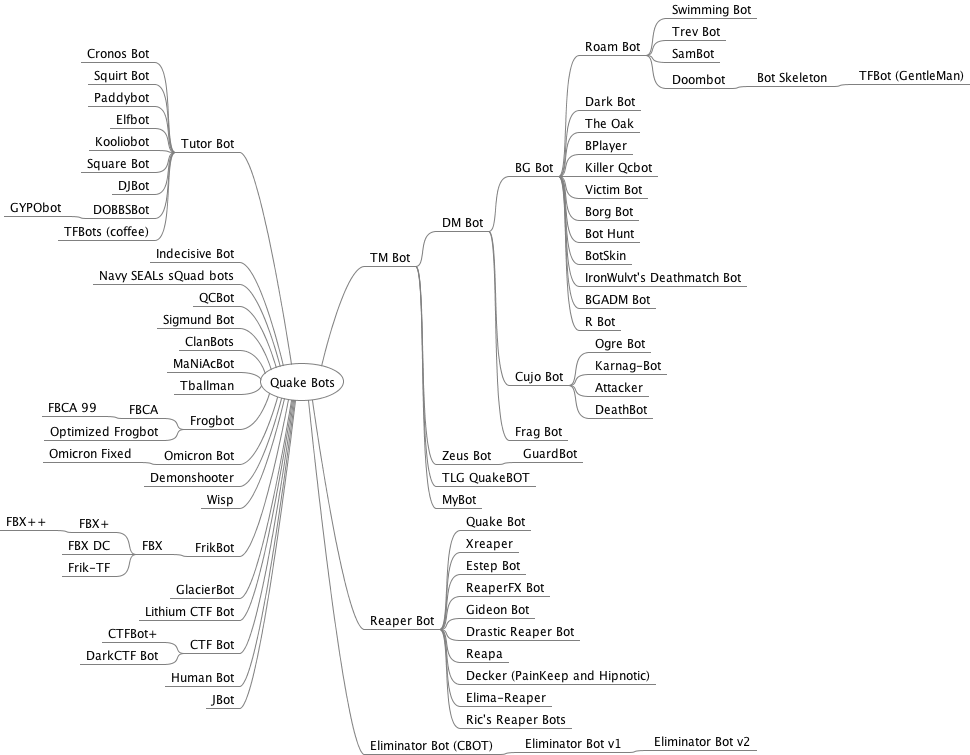 Quake Bots
Tutor Bot
Cronos Bot
Squirt Bot
Paddybot
Elfbot
Kooliobot
Square Bot
DJBot
DOBBSBot
GYPObot
TFBots (coffee)
Indecisive Bot
Navy SEALs sQuad bots
QCBot
Sigmund Bot
ClanBots
MaNiAcBot
Tballman
Frogbot
FBCA
FBCA 99
Optimized Frogbot
Omicron Bot
Omicron Fixed
Demonshooter
Wisp
FrikBot
FBX
FBX+
FBX++
FBX DC
Frik-TF
GlacierBot
Lithium CTF Bot
CTF Bot
CTFBot+
DarkCTF Bot
Human Bot
JBot
TM Bot
DM Bot
BG Bot
Roam Bot
Swimming Bot
Trev Bot
SamBot
Doombot
Bot Skeleton
TFBot (GentleMan)
Dark Bot
The Oak
BPlayer
Killer Qcbot
Victim Bot
Borg Bot
Bot Hunt
BotSkin
IronWulvt's Deathmatch Bot
BGADM Bot
R Bot
Cujo Bot
Ogre Bot
Karnag-Bot
Attacker
DeathBot
Frag Bot
Zeus Bot
GuardBot
TLG QuakeBOT
MyBot
Reaper Bot
Quake Bot
Xreaper
Estep Bot
ReaperFX Bot
Gideon Bot
Drastic Reaper Bot
Reapa
Decker (PainKeep and Hipnotic)
Elima-Reaper
Ric's Reaper Bots
Eliminator Bot (CBOT)
Eliminator Bot v1
Eliminator Bot v2